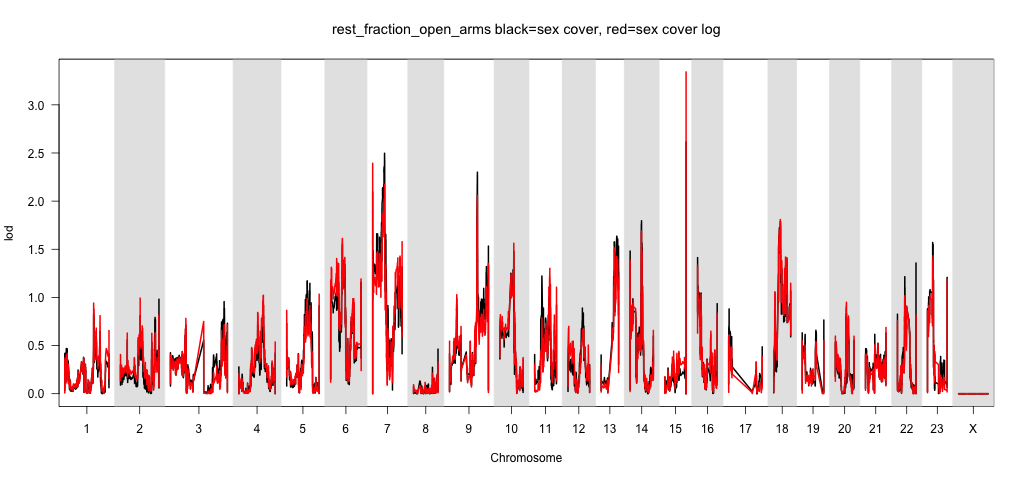 rest_fraction_open_arms black=sex cover, red=sex cover log
lod
3.0
2.5
2.0
1.5
1.0
0.5
0.0
1 2 3 4 5 6 7 8 9 10 11 12 13 14 15 16 17 18 19 20 21 22 23 X
Chromosome